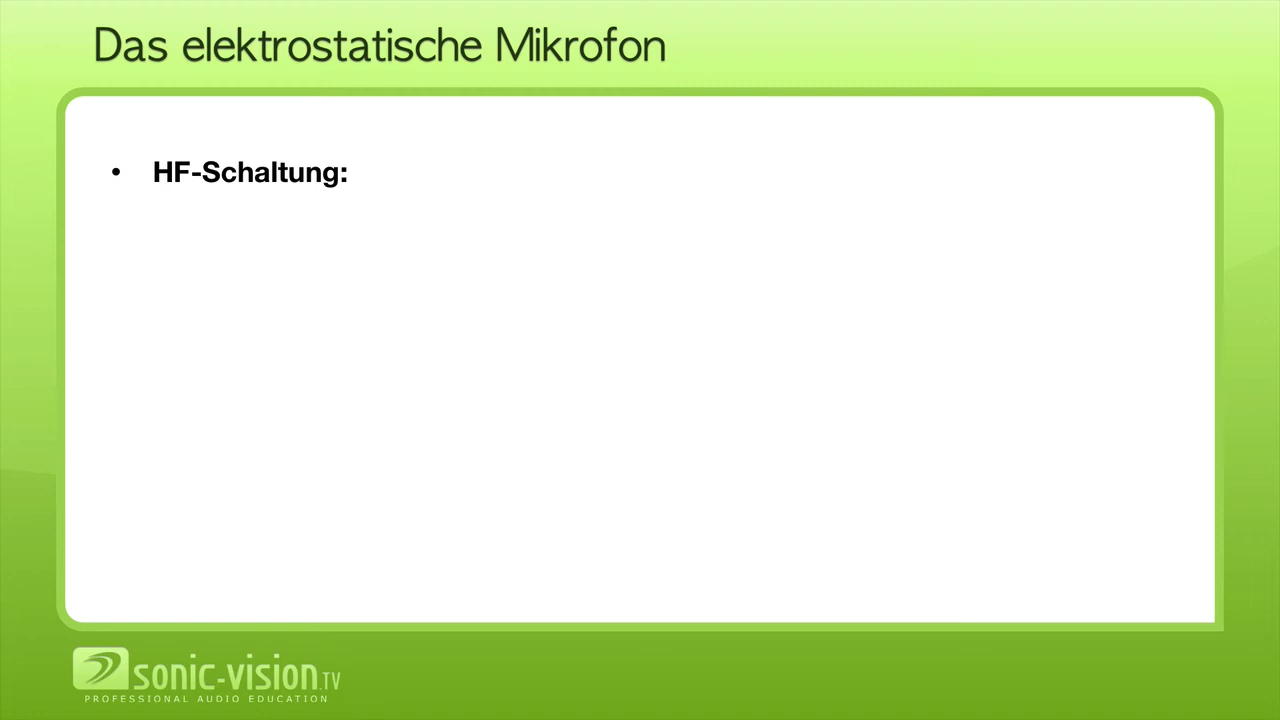 Das elektrostatische Mikrofon
• HF-Schaltung:
sonic-vision.TV
PROFESSIONAL AUDIO EDUCATION